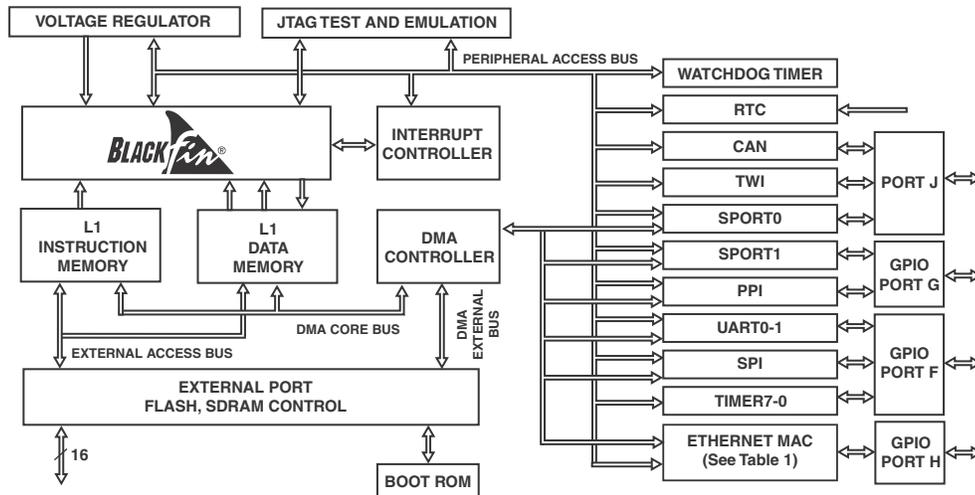 VOLTAGE REGULATOR
JTAG TEST AND EMULATION
PERIPHERAL ACCESS BUS
WATCHDOG TIMER
RTC
BLACKfin®
INTERRUPT
CONTROLLER
CAN
TWI
PORT J
SPORT0
L1
INSTRUCTION
MEMORY
L1
DATA
MEMORY
DMA
CONTROLLER
SPORT1
PPI
GPIO
PORT G
DMA CORE BUS
EXTERNAL ACCESS BUS
DMA
EXTERNAL
BUS
UART0-1
SPI
TIMER7-0
GPIO
PORT F
EXTERNAL PORT
FLASH, SDRAM CONTROL
16
BOOT ROM
ETHERNET MAC
(See Table 1)
GPIO
PORT H